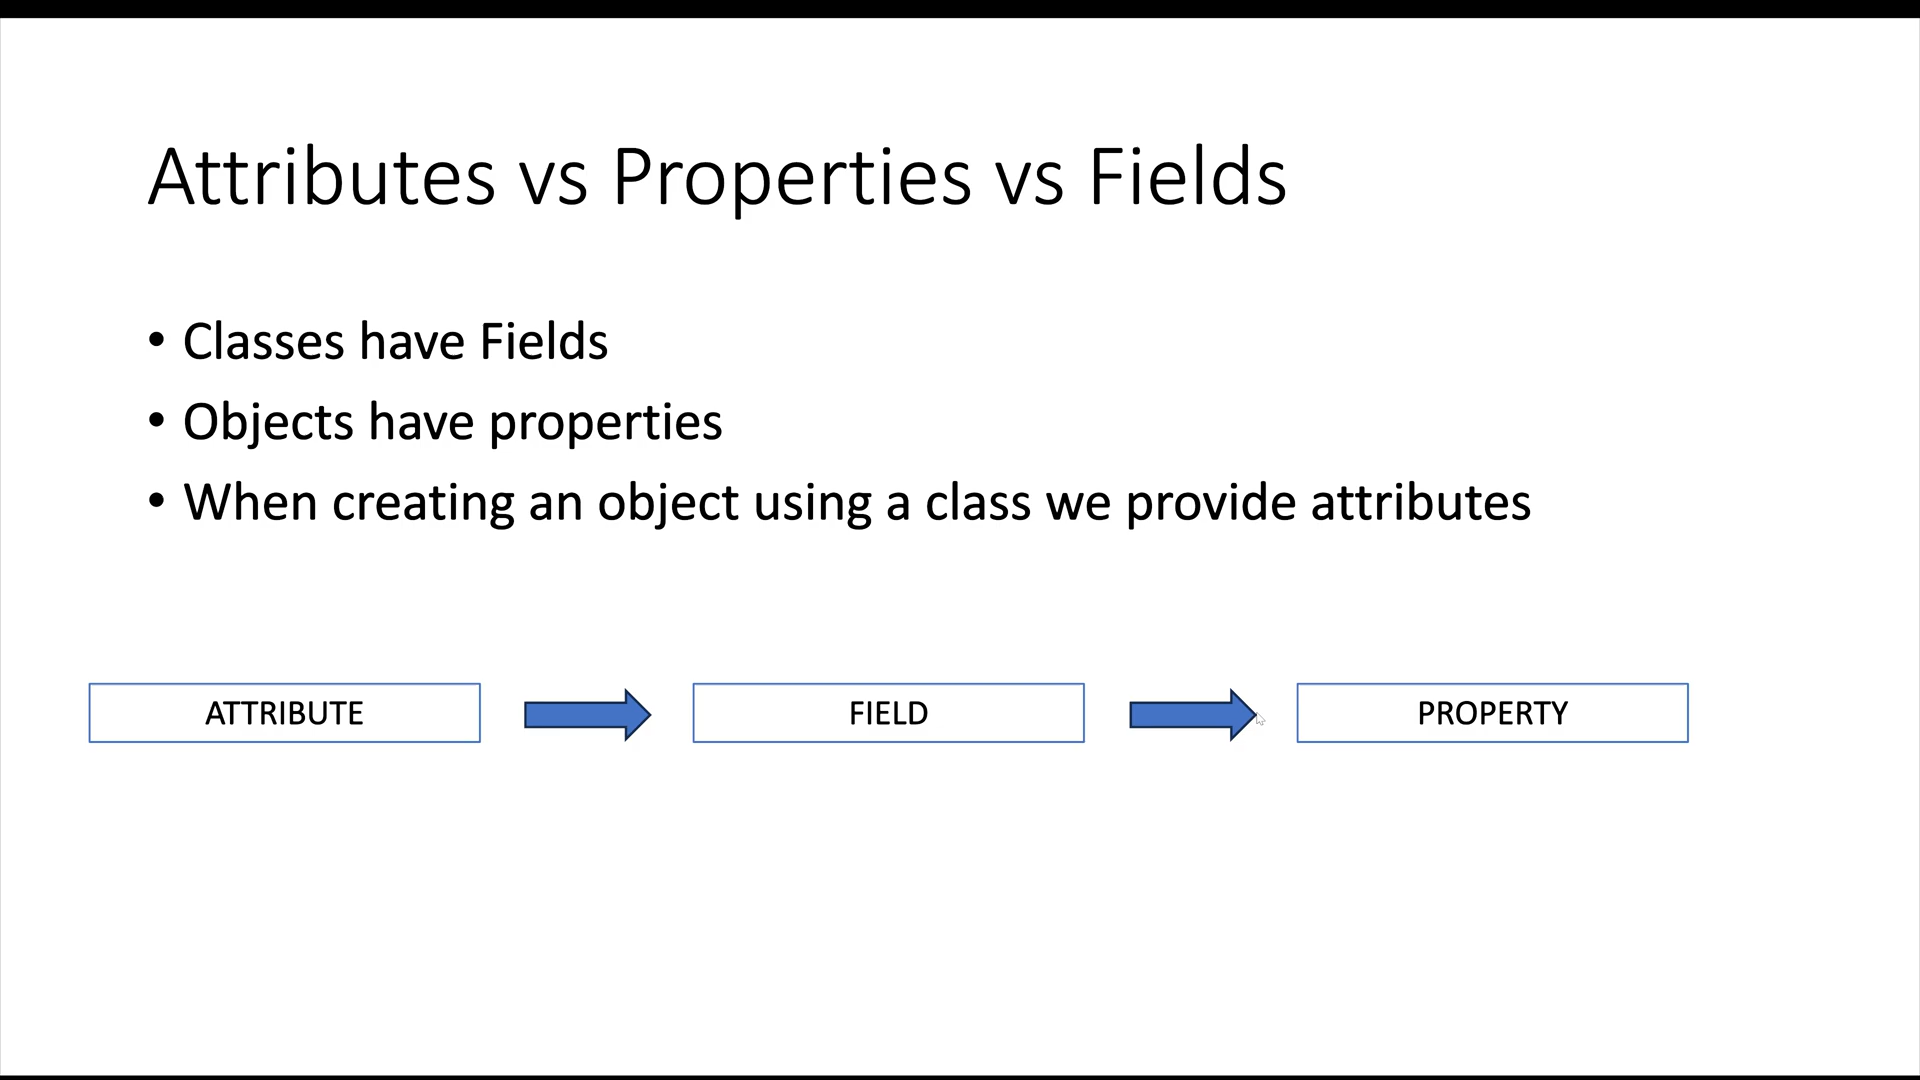 Attributes vs Properties vs Fields
• Classes have Fields
• Objects have properties
• When creating an object using a class we provide attributes
ATTRIBUTE
FIELD
PROPERTY